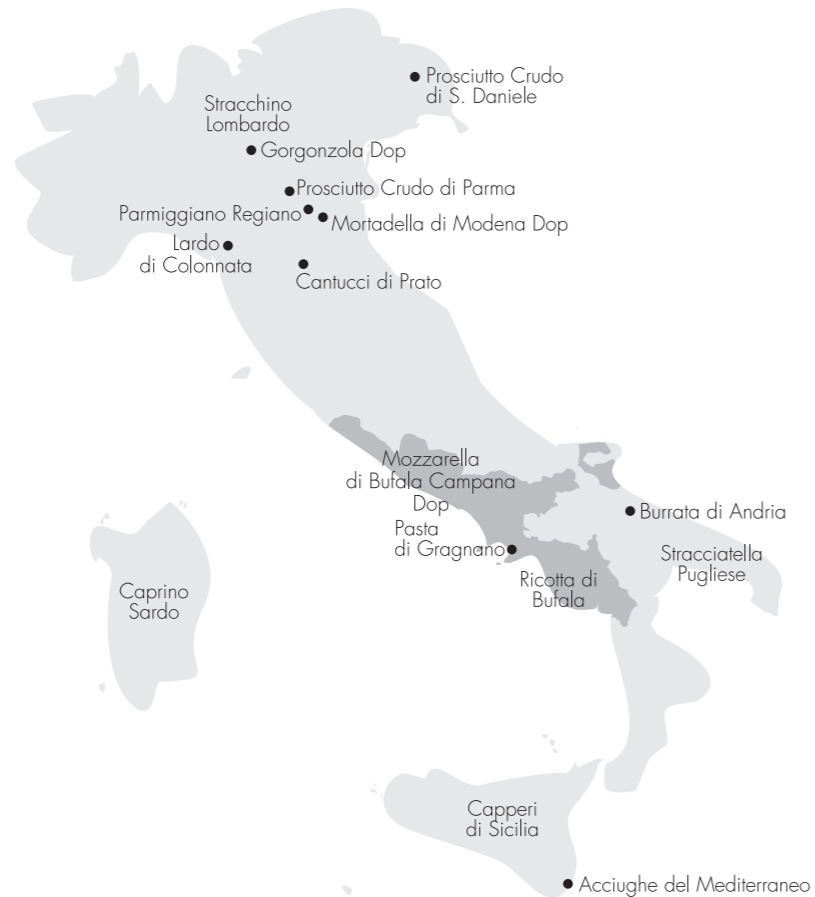 Prosciutto Crudo
di S. Daniele
Stracchino
Lombardo
Gorgonzola Dop
Prosciutto Crudo di Parma
Parmiggiano Regiano
Mortadella di Modena Dop
Lardo
di Colonnata
Cantucci di Prato
Mozzarella
di Bufala Campana
Dop
Burrata di Andria
Pasta
di Gragnano
Stracciatella
Pugliese
Ricotta di
Bufala
Caprino
Sardo
Capperi
di Sicilia
Acciughe del Mediterraneo